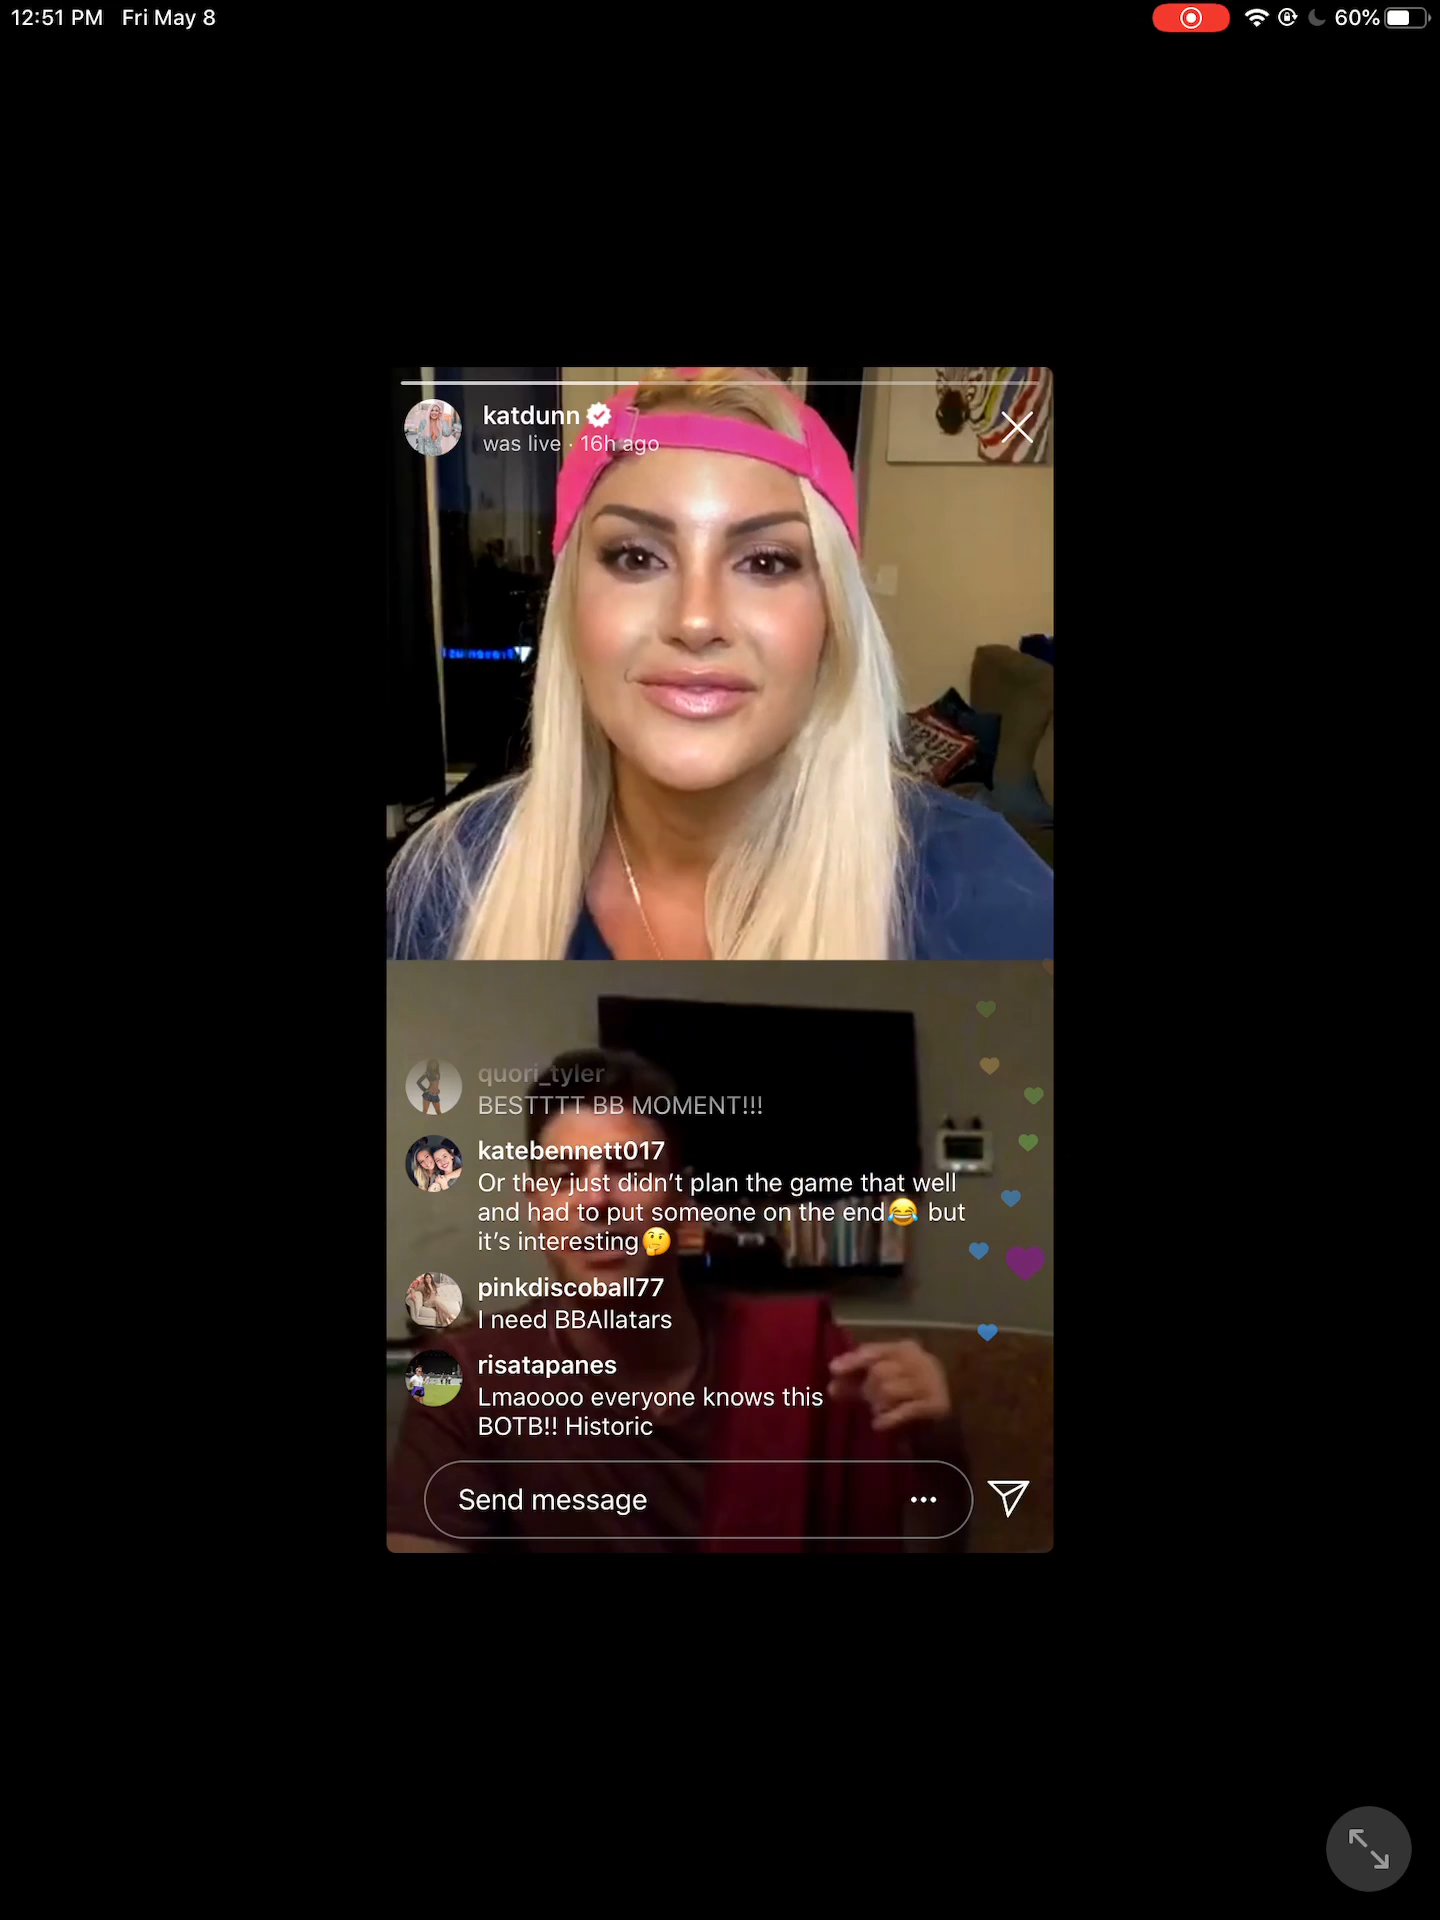 12:51 PM Fri May 8
60%
katdunn
was live · 16h ago
quori_tyler
BESTTTT BB MOMENT!!!
katebennett017
Or they just didn’t plan the game that well
and had to put someone on the end😂 but
it’s interesting🤔
pinkdiscoball77
I need BBAllatars
risatapanes
Lmaoooo everyone knows this
BOTB!! Historic
Send message